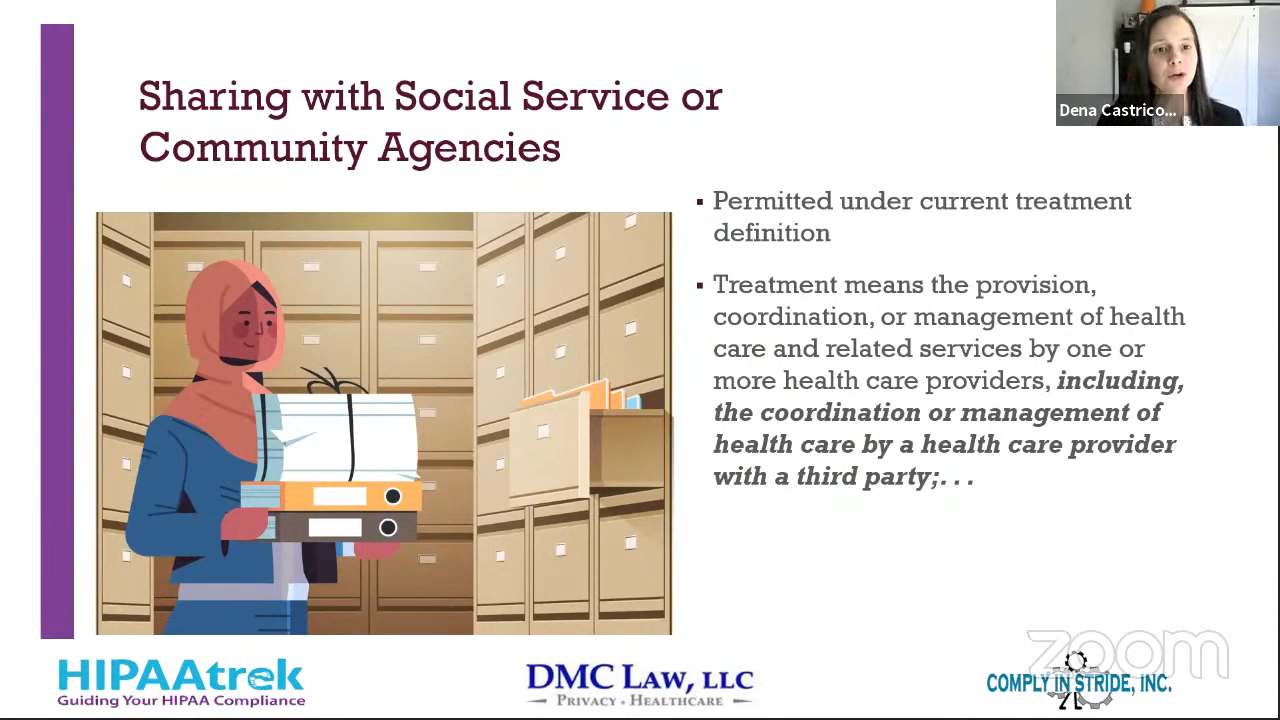 Sharing with Social Service or
Community Agencies
Dena Castrico...
▪ Permitted under current treatment
definition
▪ Treatment means the provision,
coordination, or management of health
care and related services by one or
more health care providers, including,
the coordination or management of
health care by a health care provider
with a third party;. . .
HIPAAtrek
Guiding Your HIPAA Compliance
DMC LAW, LLC
PRIVACY • HEALTHCARE
COMPLY IN STRIDE, INC.
zoom